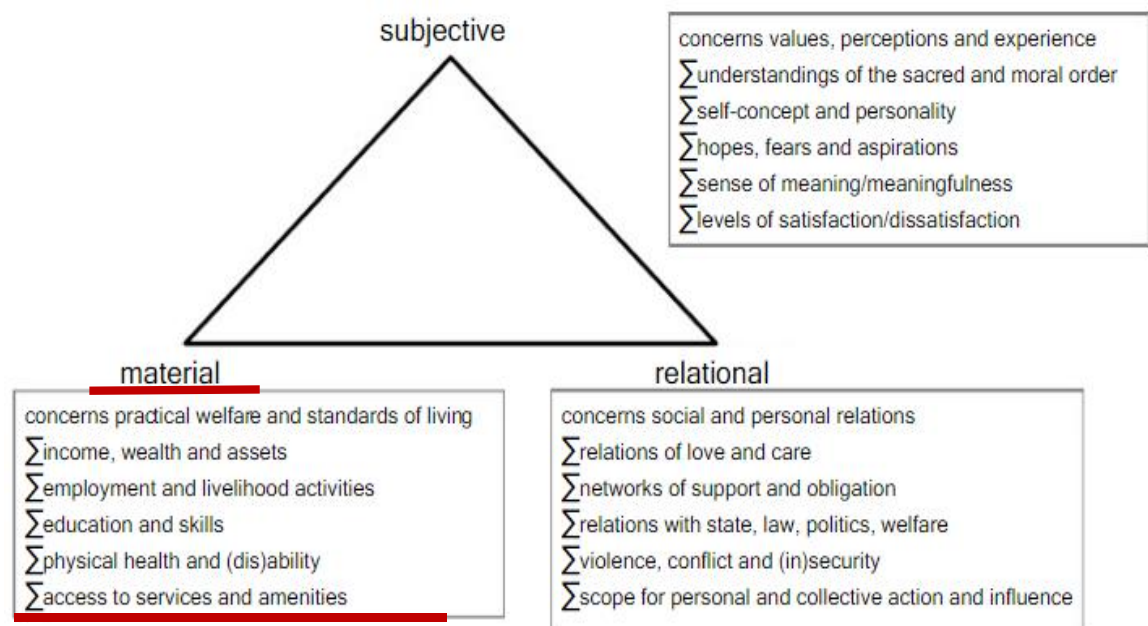 subjective
concerns values, perceptions and experience
∑understandings of the sacred and moral order
∑self-concept and personality
∑hopes, fears and aspirations
∑sense of meaning/meaningfulness
∑levels of satisfaction/dissatisfaction
material
concerns practical welfare and standards of living
∑income, wealth and assets
∑employment and livelihood activities
∑education and skills
∑physical health and (dis)ability
∑access to services and amenities
relational
concerns social and personal relations
∑relations of love and care
∑networks of support and obligation
∑relations with state, law, politics, welfare
∑violence, conflict and (in)security
∑scope for personal and collective action and influence